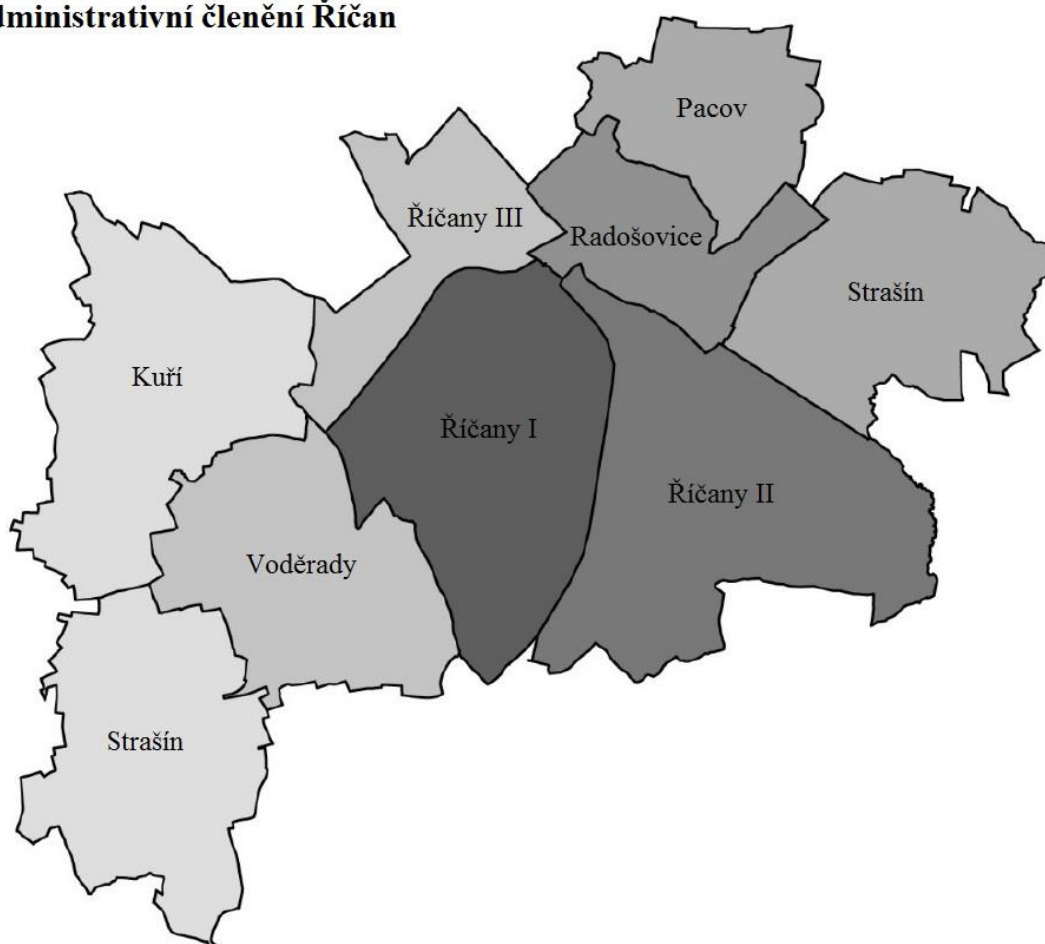 dministrativní členění Říčan
Pacov
Říčany III
Radošovice
Strašín
Kuří
Říčany I
Říčany II
Voděrady
Strašín